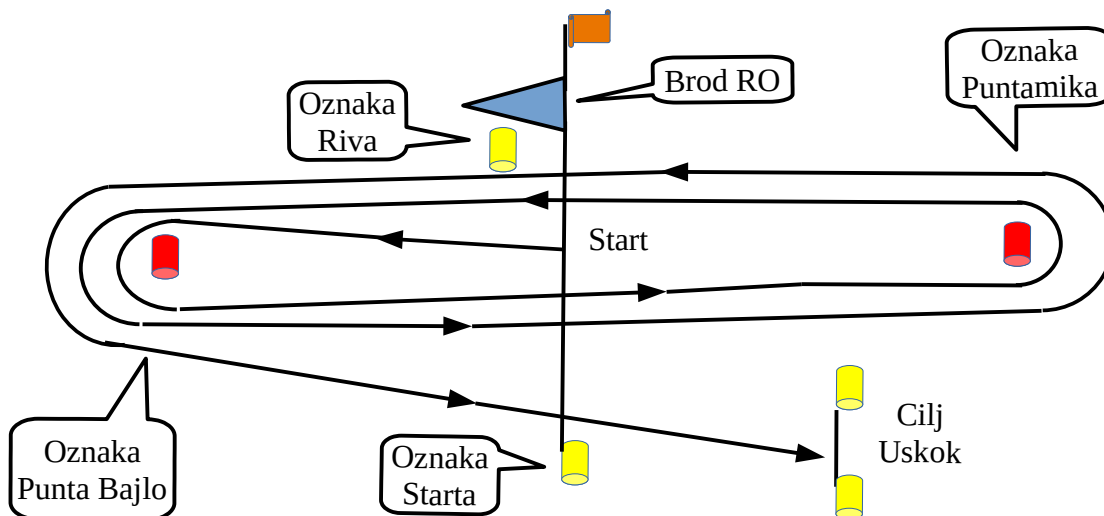 Oznaka
Riva
Brod RO
Oznaka
Puntamika
Start
Oznaka
Punta Bajlo
Oznaka
Starta
Cilj
Uskok